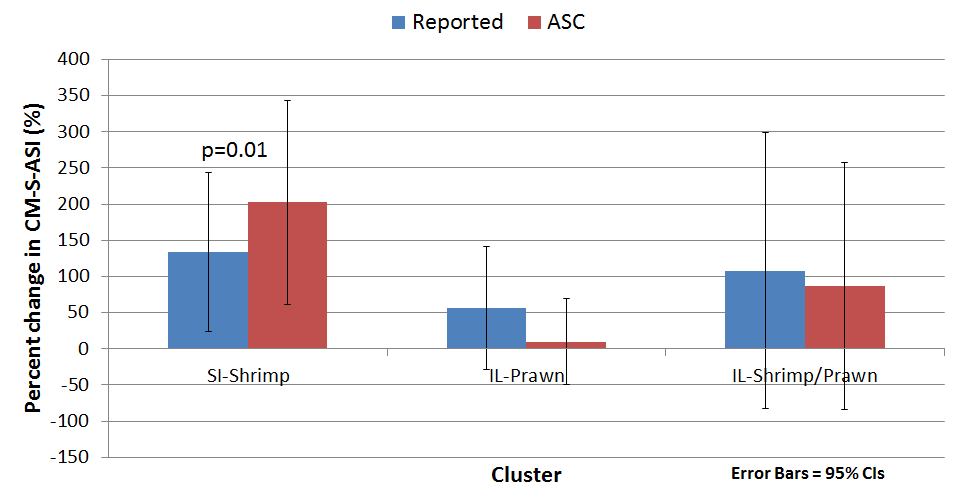 Reported ASC
400
350
300
250
200
150
100
50
0
-50
-100
-150
Percent change in CM-S-ASI (%)
p=0.01
SI-Shrimp IL-Prawn IL-Shrimp/Prawn
Cluster Error Bars = 95% CIs